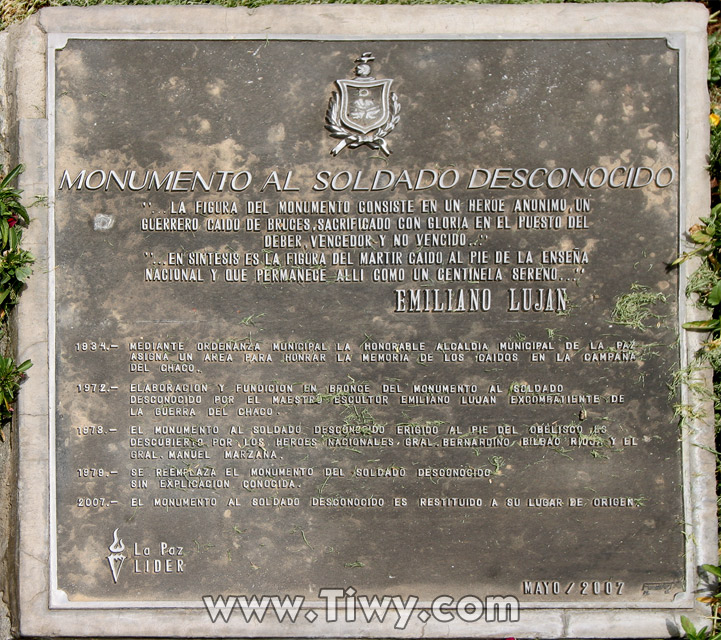 MONUMENTO AL SOLDADO DESCONOCIDO
"...LA FIGURA DEL MONUMENTO CONSISTE EN UN HEROE ANONIMO, UN
GUERRERO CAIDO DE BRUCES, SACRIFICADO CON GLORIA EN EL PUESTO DEL
DEBER, VENCEDOR Y NO VENCIDO..."
"...EN SINTESIS ES LA FIGURA DEL MARTIR CAIDO AL PIE DE LA ENSEÑA
NACIONAL Y QUE PERMANECE ALLI COMO UN CENTINELA SERENO...."
EMILIANO LUJAN
1934.- MEDIANTE ORDENANZA MUNICIPAL LA HONORABLE ALCALDIA MUNICIPAL DE LA PAZ
ASIGNA UN AREA PARA HONRAR LA MEMORIA DE LOS CAIDOS EN LA CAMPAÑA
DEL CHACO.
1972.- ELABORACION Y FUNDICION EN BRONCE DEL MONUMENTO AL SOLDADO
DESCONOCIDO POR EL MAESTRO ESCULTOR EMILIANO LUJAN EXCOMBATIENTE DE
LA GUERRA DEL CHACO.
1973.- EL MONUMENTO AL SOLDADO DESCONOCIDO ERIGIDO AL PIE DEL OBELISCO ES
DESCUBIERTO POR LOS HEROES NACIONALES, GRAL. BERNARDINO BILBAO RIOJA Y EL
GRAL. MANUEL MARZANA.
1979.- SE REEMPLAZA EL MONUMENTO DEL SOLDADO DESCONOCIDO
SIN EXPLICACION CONOCIDA.
2007.- EL MONUMENTO AL SOLDADO DESCONOCIDO ES RESTITUIDO A SU LUGAR DE ORIGEN.
La Paz
LIDER
MAYO/2007
www.Tiwy.com